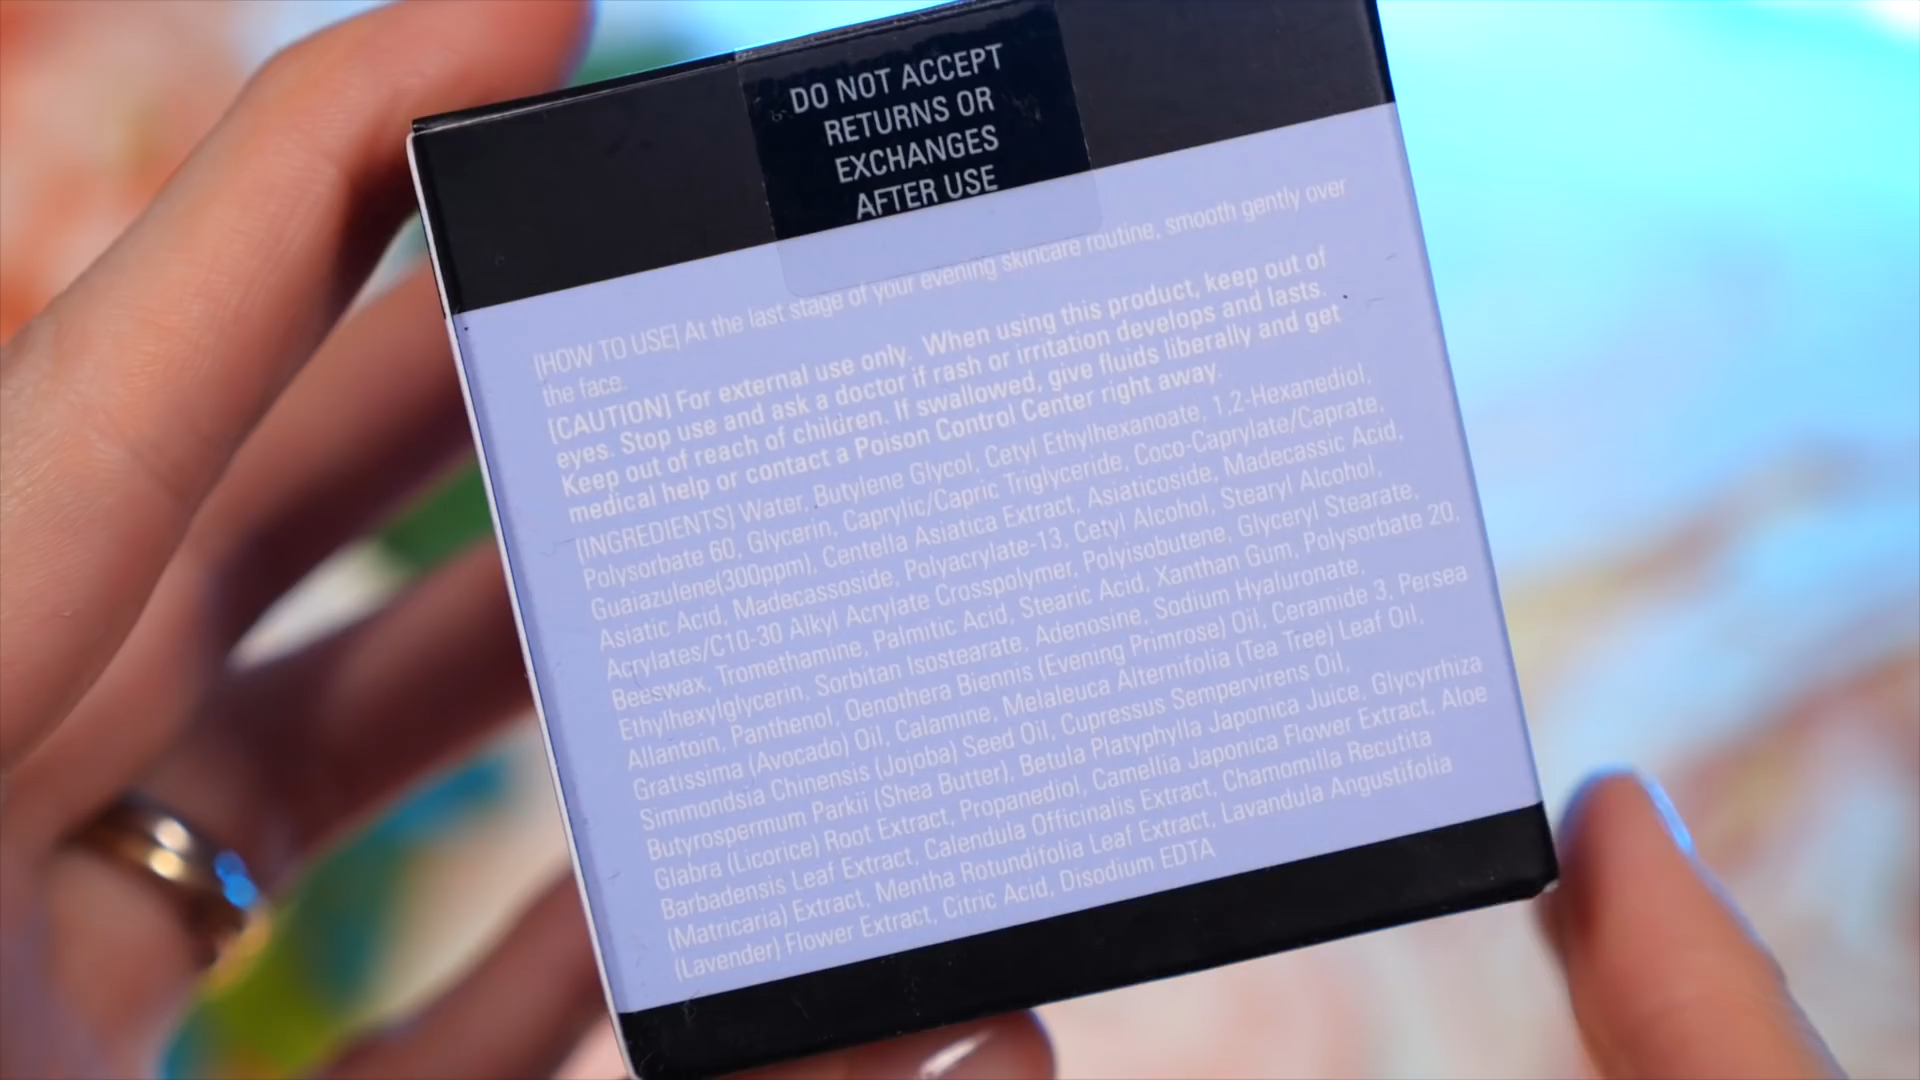 DO NOT ACCEPT
RETURNS OR
EXCHANGES
AFTER USE
[HOW TO USE] At the last stage of your evening skincare routine, smooth gently over
the face.
[CAUTION] For external use only. When using this product, keep out of
eyes. Stop use and ask a doctor if rash or irritation develops and lasts.
Keep out of reach of children. If swallowed, give fluids liberally and get
medical help or contact a Poison Control Center right away.
[INGREDIENTS] Water, Butylene Glycol, Cetyl Ethylhexanoate, 1,2-Hexanediol,
Polysorbate 60, Glycerin, Caprylic/Capric Triglyceride, Coco-Caprylate/Caprate,
Guaiazulene(300ppm), Centella Asiatica Extract, Asiaticoside, Madecassic Acid,
Asiatic Acid, Madecassoside, Polyacrylate-13, Cetyl Alcohol, Stearyl Alcohol,
Acrylates/C10-30 Alkyl Acrylate Crosspolymer, Polyisobutene, Glyceryl Stearate,
Beeswax, Tromethamine, Palmitic Acid, Stearic Acid, Xanthan Gum, Polysorbate 20,
Ethylhexylglycerin, Sorbitan Isostearate, Adenosine, Sodium Hyaluronate,
Allantoin, Panthenol, Oenothera Biennis (Evening Primrose) Oil, Ceramide 3, Persea
Gratissima (Avocado) Oil, Calamine, Melaleuca Alternifolia (Tea Tree) Leaf Oil,
Simmondsia Chinensis (Jojoba) Seed Oil, Cupressus Sempervirens Oil,
Butyrospermum Parkii (Shea Butter), Betula Platyphylla Japonica Juice, Glycyrrhiza
Glabra (Licorice) Root Extract, Propanediol, Camellia Japonica Flower Extract, Aloe
Barbadensis Leaf Extract, Calendula Officinalis Extract, Chamomilla Recutita
(Matricaria) Extract, Mentha Rotundifolia Leaf Extract, Lavandula Angustifolia
(Lavender) Flower Extract, Citric Acid, Disodium EDTA